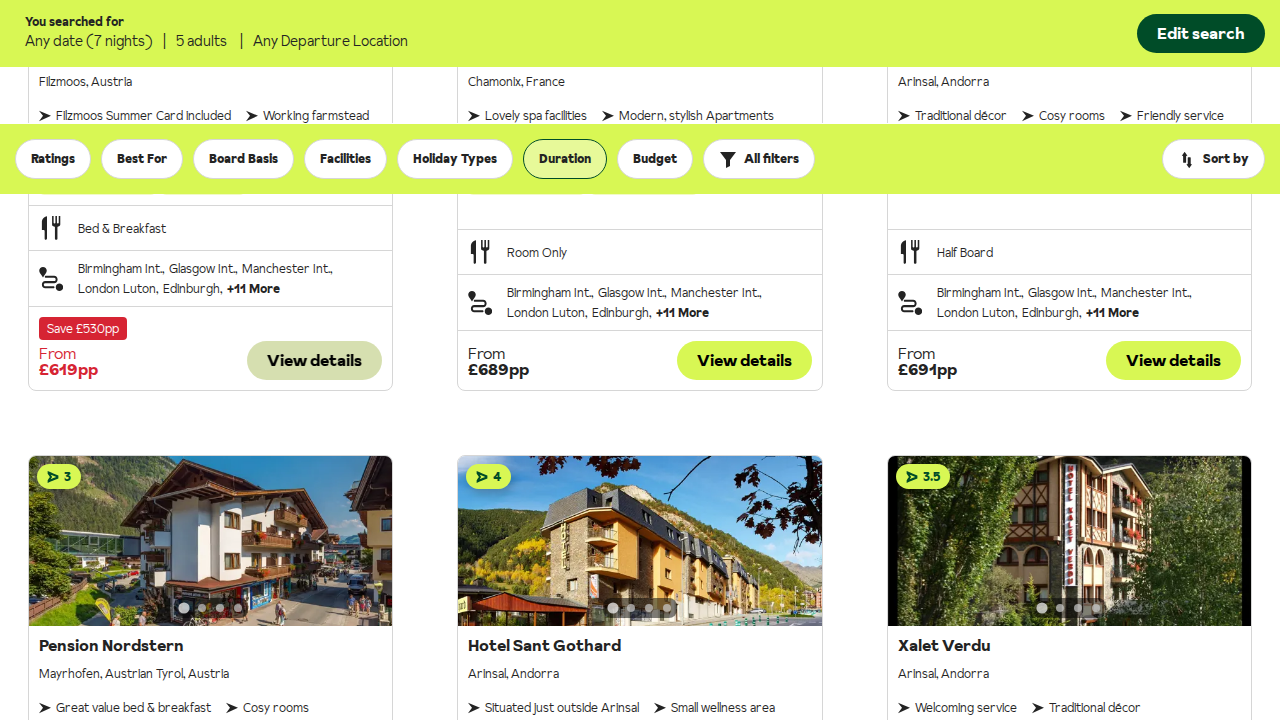 You searched for
Any date (7 nights) | 5 adults | Any Departure Location
Edit search
Filzmoos, Austria
Filzmoos Summer Card Included
Working farmstead
Chamonix, France
Lovely spa facilities
Modern, stylish Apartments
Arinsal, Andorra
Traditional décor
Cosy rooms
Friendly service
Ratings
Best For
Board Basis
Facilities
Holiday Types
Duration
Budget
All filters
Sort by
Bed & Breakfast
Birmingham Int., Glasgow Int., Manchester Int.,
London Luton, Edinburgh, +11 More
Save £530pp
From
£619pp
View details
Room Only
Birmingham Int., Glasgow Int., Manchester Int.,
London Luton, Edinburgh, +11 More
From
£689pp
View details
Half Board
Birmingham Int., Glasgow Int., Manchester Int.,
London Luton, Edinburgh, +11 More
From
£691pp
View details
3
Pension Nordstern
Mayrhofen, Austrian Tyrol, Austria
Great value bed & breakfast
Cosy rooms
4
Hotel Sant Gothard
Arinsal, Andorra
Situated just outside Arinsal
Small wellness area
3.5
HOTEL XALET VERDU
Xalet Verdu
Arinsal, Andorra
Welcoming service
Traditional décor